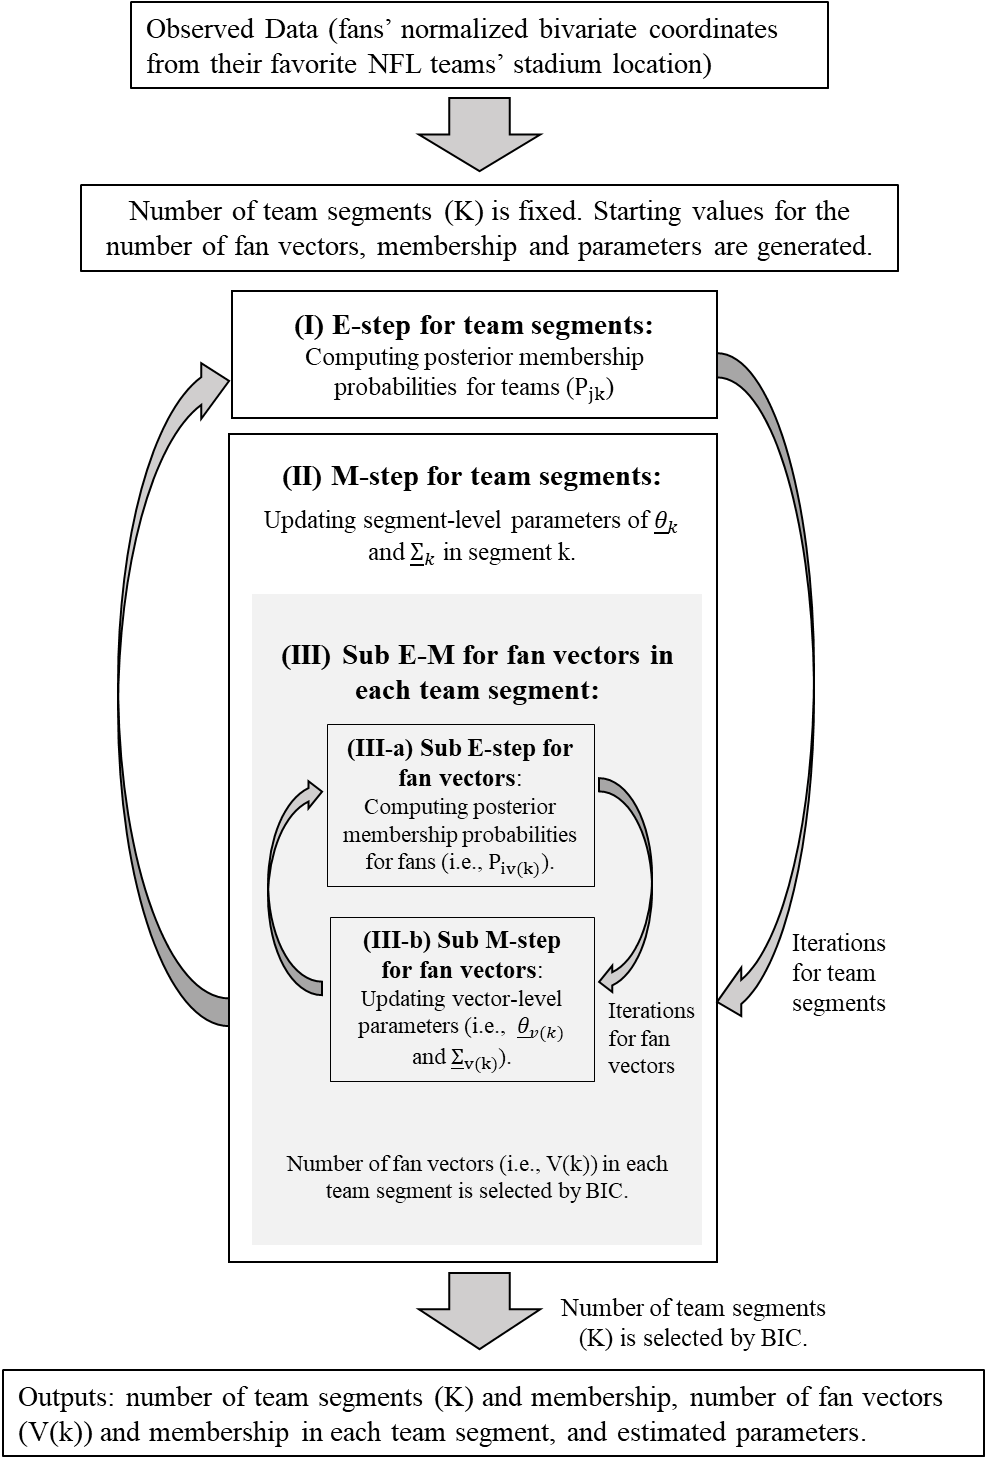 Observed Data (fans’ normalized bivariate coordinates
from their favorite NFL teams’ stadium location)
Number of team segments (K) is fixed. Starting values for the
number of fan vectors, membership and parameters are generated.
(I) E-step for team segments:
Computing posterior membership
probabilities for teams (P_jk)
(II) M-step for team segments:
Updating segment-level parameters of θ_k
and Σ_k in segment k.
(III) Sub E-M for fan vectors in
each team segment:
(III-a) Sub E-step for
fan vectors:
Computing posterior
membership probabilities
for fans (i.e., P_iv(k)).
(III-b) Sub M-step
for fan vectors:
Updating vector-level
parameters (i.e., θ_v(k)
and Σ_v(k)).
Iterations
for fan
vectors
Iterations
for team
segments
Number of fan vectors (i.e., V(k)) in each
team segment is selected by BIC.
Number of team segments
(K) is selected by BIC.
Outputs: number of team segments (K) and membership, number of fan vectors
(V(k)) and membership in each team segment, and estimated parameters.